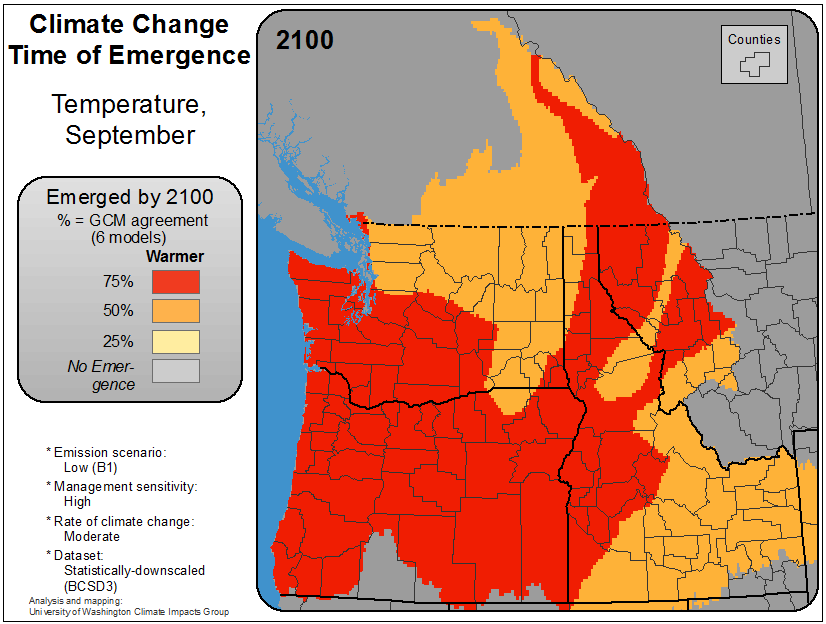 Climate Change
Time of Emergence
Temperature,
September
Emerged by 2100
% = GCM agreement
(6 models)
Warmer
75%
50%
25%
No Emer-
gence
* Emission scenario:
Low (B1)
* Management sensitivity:
High
* Rate of climate change:
Moderate
* Dataset:
Statistically-downscaled
(BCSD3)
Analysis and mapping:
University of Washington Climate Impacts Group
2100
Counties